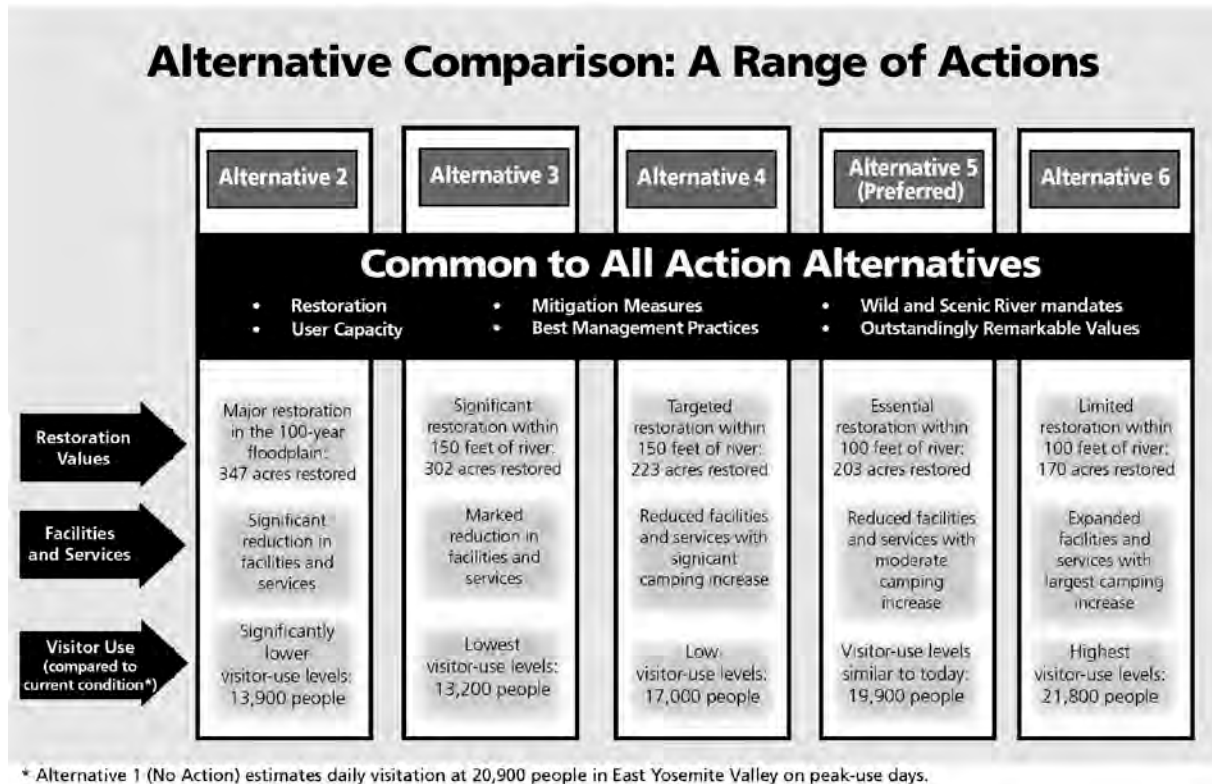 Alternative Comparison: A Range of Actions
Alternative 2
Alternative 3
Alternative 4
Alternative 5
(Preferred)
Alternative 6
Common to All Action Alternatives
• Restoration
• User Capacity
• Mitigation Measures
• Best Management Practices
• Wild and Scenic River mandates
• Outstandingly Remarkable Values
Restoration
Values
Major restoration
in the 100-year
floodplain:
347 acres restored
Significant
restoration within
150 feet of river:
302 acres restored
Targeted
restoration within
150 feet of river:
223 acres restored
Essential
restoration within
100 feet of river:
203 acres restored
Limited
restoration within
100 feet of river:
170 acres restored
Facilities
and Services
Significant
reduction in
facilities and
services
Marked
reduction in
facilities and
services
Reduced facilities
and services with
signicant
camping increase
Reduced facilities
and services with
moderate
camping
increase
Expanded
facilities and
services with
largest camping
increase
Visitor Use
(compared to
current condition*)
Significantly
lower
visitor-use levels:
13,900 people
Lowest
visitor-use levels:
13,200 people
Low
visitor-use levels:
17,000 people
Visitor-use levels
similar to today:
19,900 people
Highest
visitor-use levels:
21,800 people
* Alternative 1 (No Action) estimates daily visitation at 20,900 people in East Yosemite Valley on peak-use days.